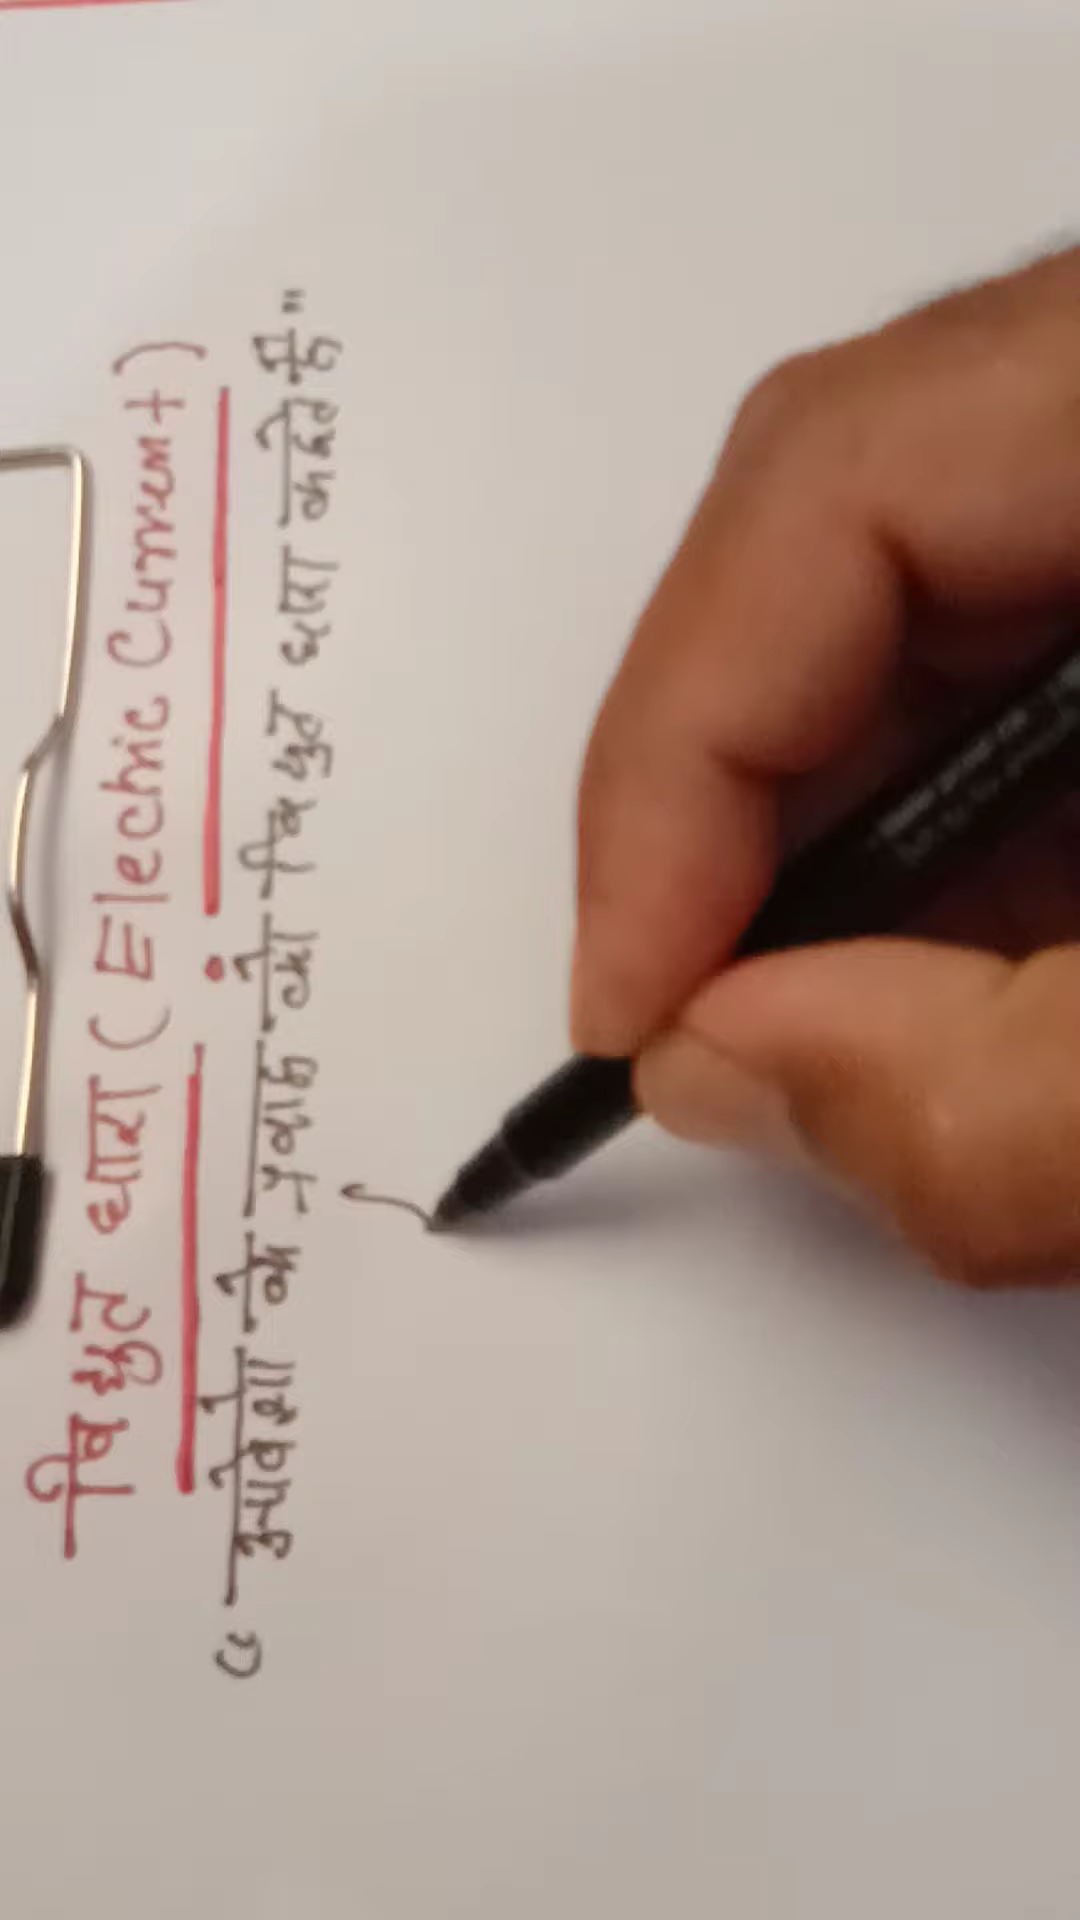 विधुत धारा (Electric Current)
"आवेशो के प्रवाह को विधुत धारा कहते है"